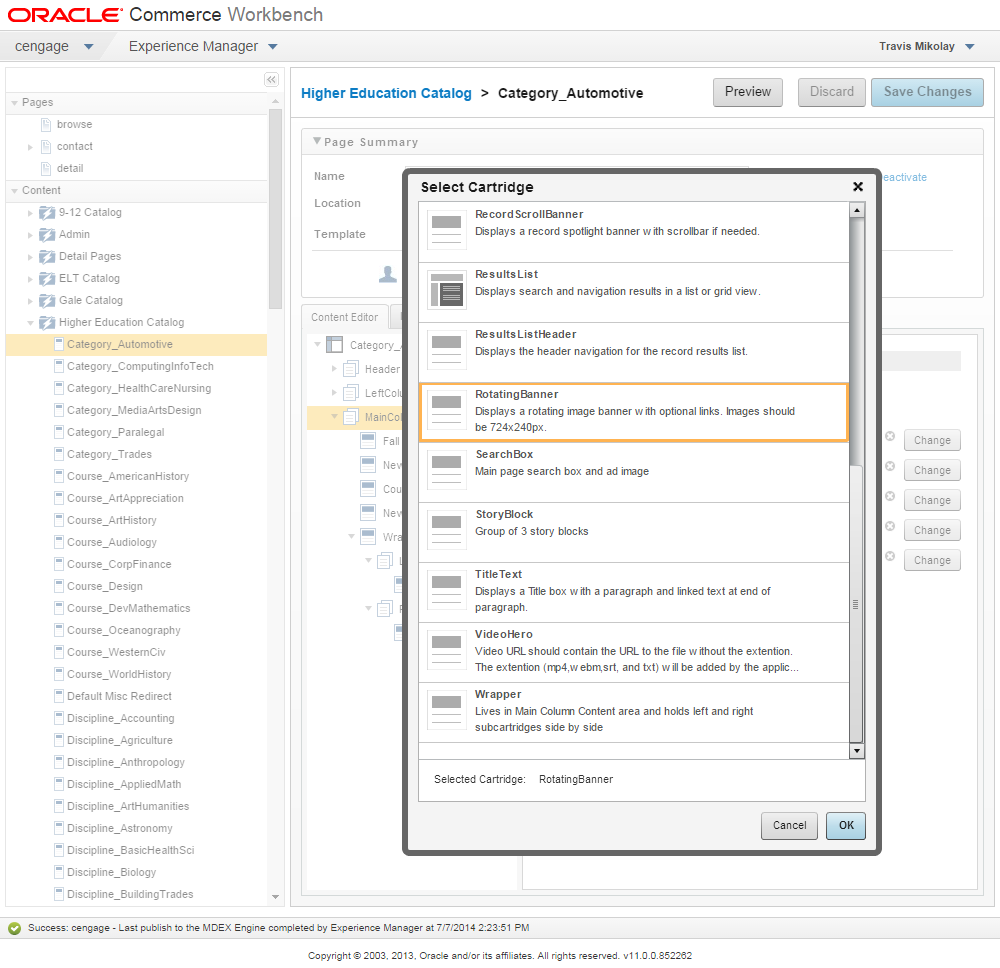 ORACLE Commerce Workbench
cengage Experience Manager Travis Mikolay
Pages
browse
contact
detail
Content
9-12 Catalog
Admin
Detail Pages
ELT Catalog
Gale Catalog
Higher Education Catalog
Category_Automotive
Category_ComputingInfoTech
Category_HealthCareNursing
Category_MediaArtsDesign
Category_Paralegal
Category_Trades
Course_AmericanHistory
Course_ArtAppreciation
Course_ArtHistory
Course_Audiology
Course_CorpFinance
Course_Design
Course_DevMathematics
Course_Oceanography
Course_WesternCiv
Course_WorldHistory
Default Misc Redirect
Discipline_Accounting
Discipline_Agriculture
Discipline_Anthropology
Discipline_AppliedMath
Discipline_ArtHumanities
Discipline_Astronomy
Discipline_BasicHealthSci
Discipline_Biology
Discipline_BuildingTrades
Higher Education Catalog > Category_Automotive Preview Discard Save Changes
Page Summary
Name eactivate
Location
Template
Content Editor
Category_
Header
LeftColu
MainCol
Fall
New
Cou
New
Wra
Change
Change
Change
Change
Change
Select Cartridge
RecordScrollBanner
Displays a record spotlight banner with scrollbar if needed.
ResultsList
Displays search and navigation results in a list or grid view.
ResultsListHeader
Displays the header navigation for the record results list.
RotatingBanner
Displays a rotating image banner with optional links. Images should
be 724x240px.
SearchBox
Main page search box and ad image
StoryBlock
Group of 3 story blocks
TitleText
Displays a Title box with a paragraph and linked text at end of
paragraph.
VideoHero
Video URL should contain the URL to the file without the extention.
The extention (mp4,webm,srt, and txt) will be added by the applic...
Wrapper
Lives in Main Column Content area and holds left and right
subcartridges side by side
Selected Cartridge: RotatingBanner
Cancel OK
Success: cengage - Last publish to the MDEX Engine completed by Experience Manager at 7/7/2014 2:23:51 PM
Copyright © 2003, 2013, Oracle and/or its affiliates. All rights reserved. v11.0.0.852262